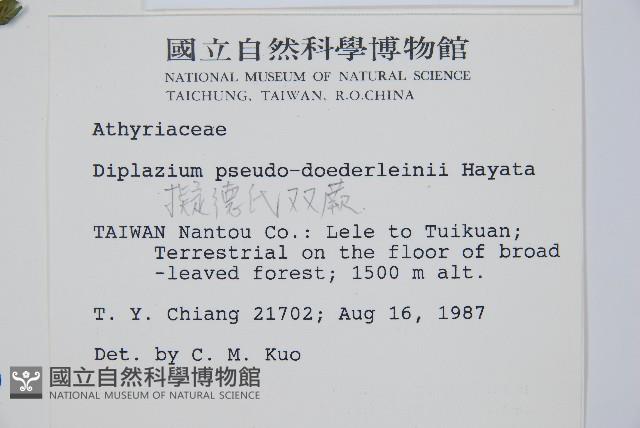 國立自然科學博物館
NATIONAL MUSEUM OF NATURAL SCIENCE
TAICHUNG, TAIWAN, R.O.CHINA
Athyriaceae
Diplazium pseudo-doederleinii Hayata
擬德氏双蕨
TAIWAN Nantou Co.: Lele to Tuikuan;
Terrestrial on the floor of broad
-leaved forest; 1500 m alt.
T. Y. Chiang 21702; Aug 16, 1987
Det. by C. M. Kuo
國立自然科學博物館
NATIONAL MUSEUM OF NATURAL SCIENCE